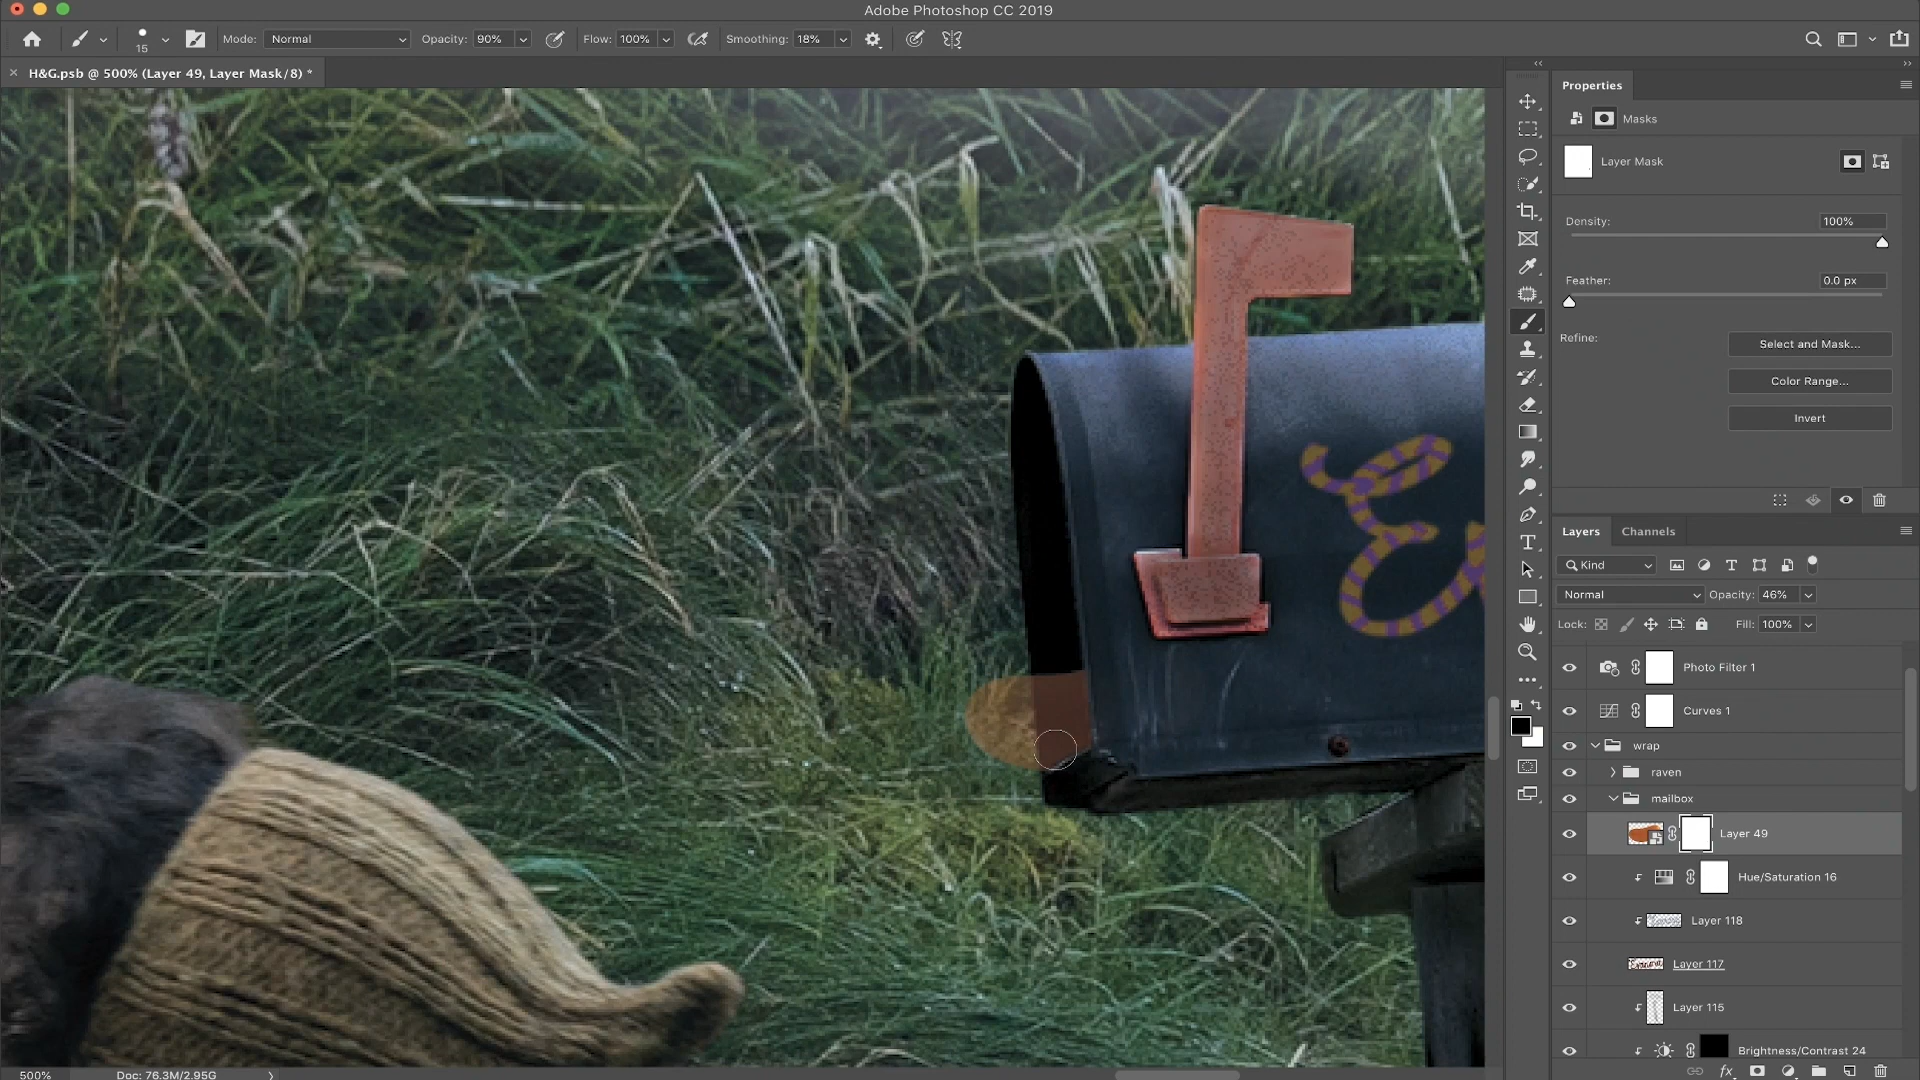 Adobe Photoshop CC 2019
15
Mode: Normal
Opacity: 90%
Flow: 100%
Smoothing: 18%
H&G.psb @ 500% (Layer 49, Layer Mask/8) *
Properties
Masks
Layer Mask
Density: 100%
Feather: 0.0 px
Refine:
Select and Mask...
Color Range...
Invert
Layers
Channels
Kind
Normal
Opacity: 46%
Lock:
Fill: 100%
Photo Filter 1
Curves 1
wrap
raven
mailbox
Layer 49
Hue/Saturation 16
Layer 118
Layer 117
Layer 115
Brightness/Contrast 24
fx
500%
Doc: 76.3M/2.95G